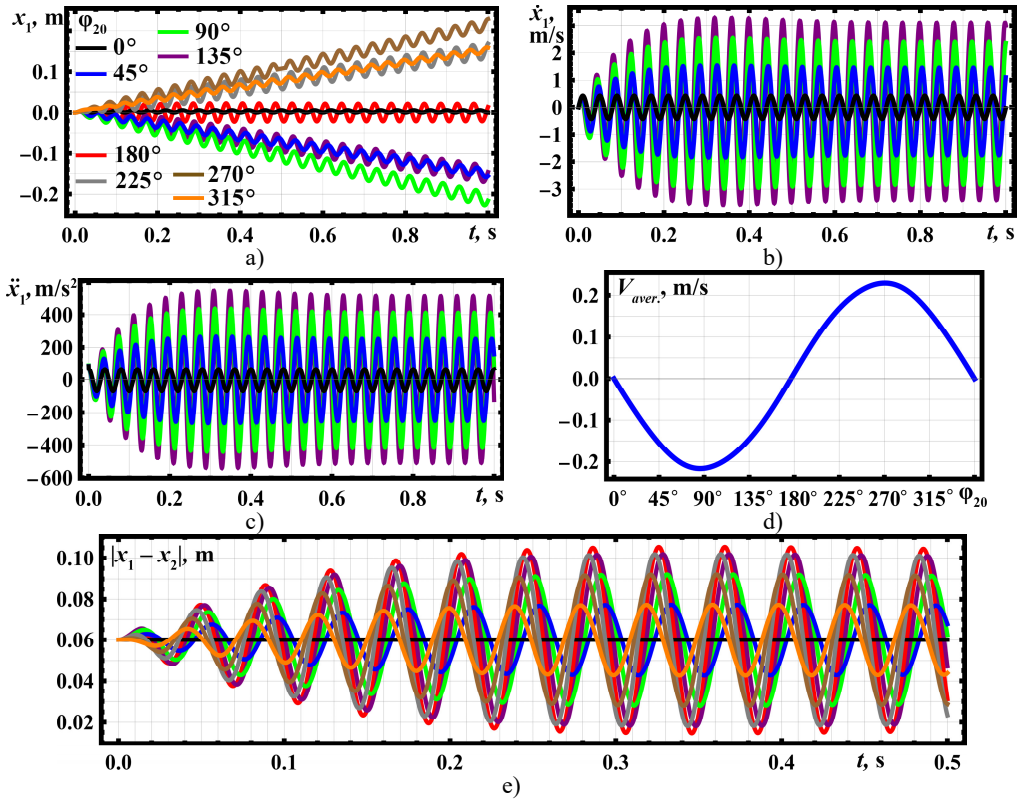 x₁, m φ₂₀ 90°
0° 135°
45°
180° 270°
225° 315°
0.1
0.0
−0.1
−0.2
0.0 0.2 0.4 0.6 0.8 t, s
a)
ẋ₁,
m/s
3
2
1
0
−1
−2
−3
0.0 0.2 0.4 0.6 0.8 t, s
b)
ẍ₁, m/s²
400
200
0
−200
−400
−600
0.0 0.2 0.4 0.6 0.8 t, s
c)
V aver., m/s
0.2
0.1
0.0
−0.1
−0.2
0° 45° 90° 135° 180° 225° 270° 315° φ₂₀
d)
|x₁ − x₂|, m
0.10
0.08
0.06
0.04
0.02
0.0 0.1 0.2 0.3 0.4 t, s 0.5
e)